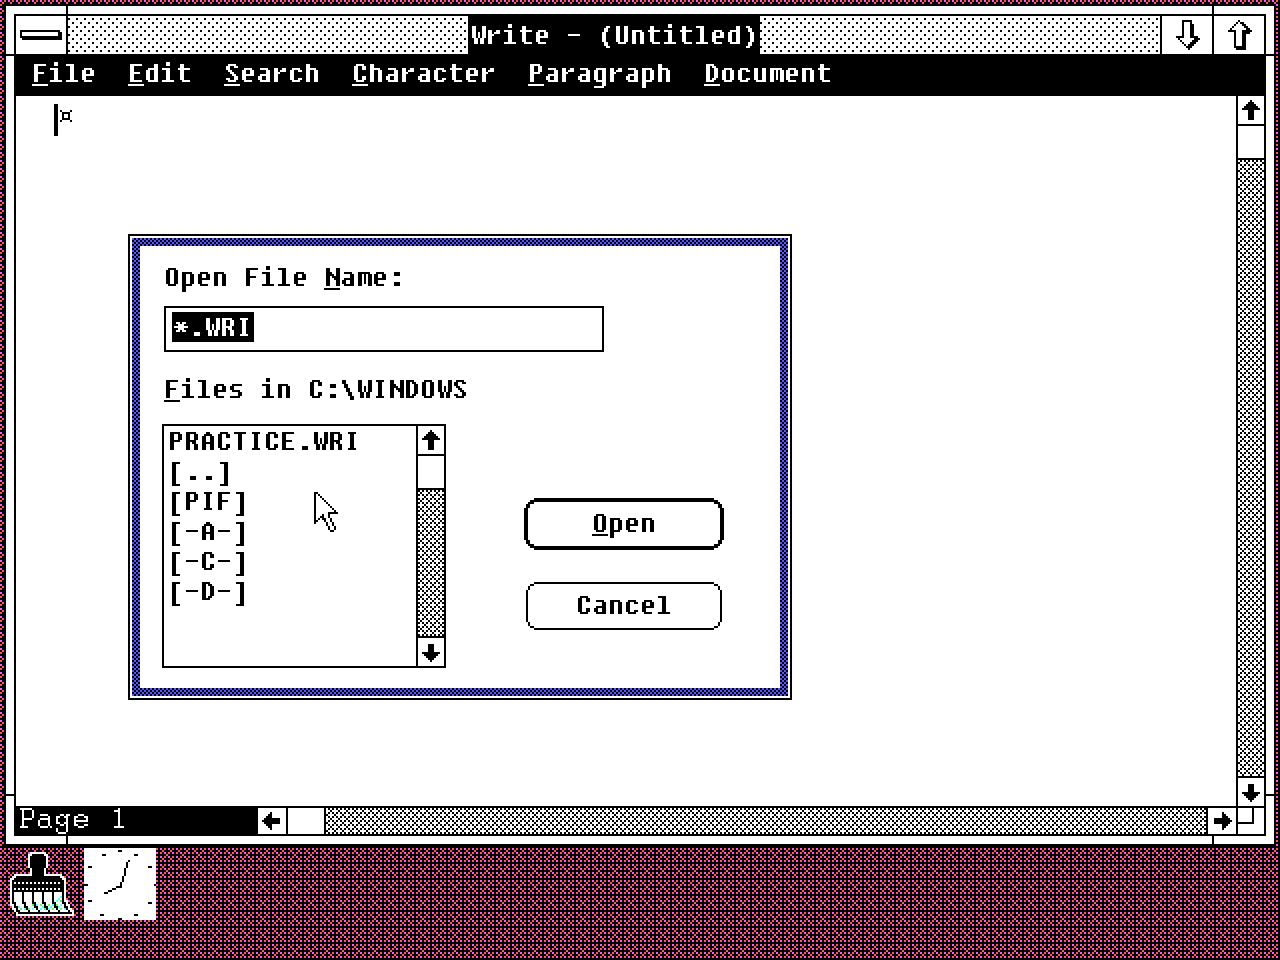 Write - (Untitled)
File Edit Search Character Paragraph Document
¤
Open File Name:
*.WRI
Files in C:\WINDOWS
PRACTICE.WRI
[..]
[PIF]
[-A-]
[-C-]
[-D-]
Open
Cancel
Page 1